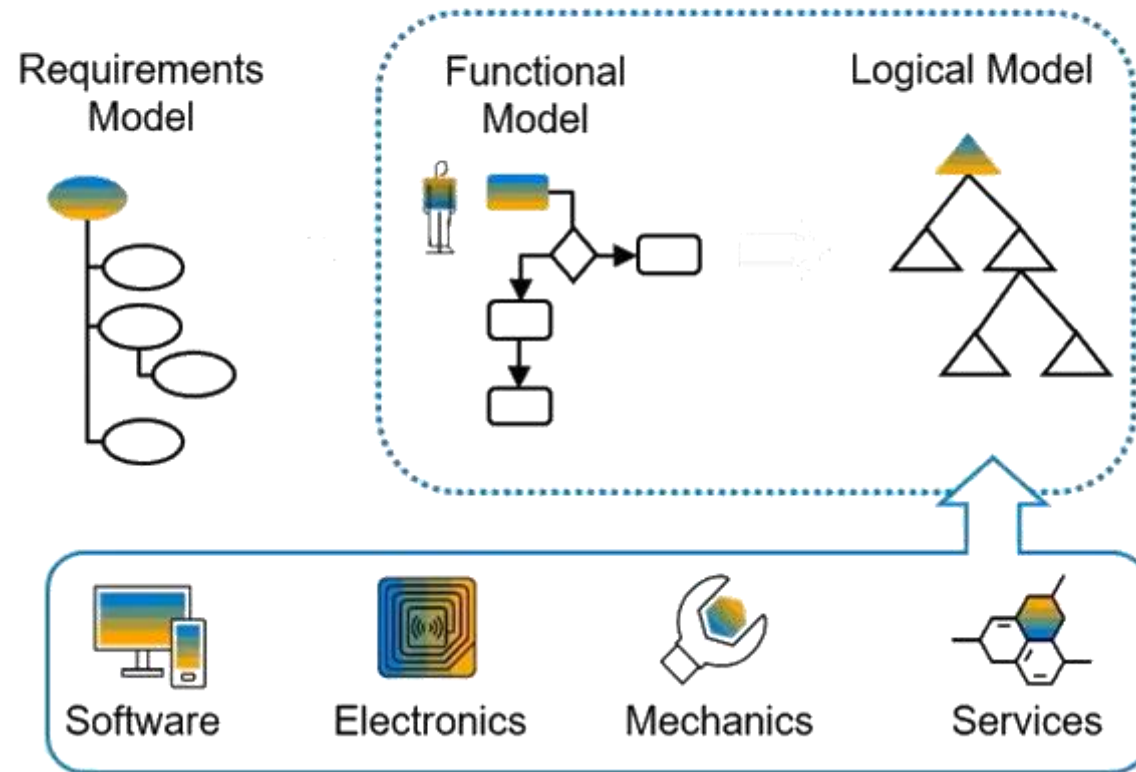 Requirements
Model
Functional
Model
Logical Model
Software
Electronics
Mechanics
Services